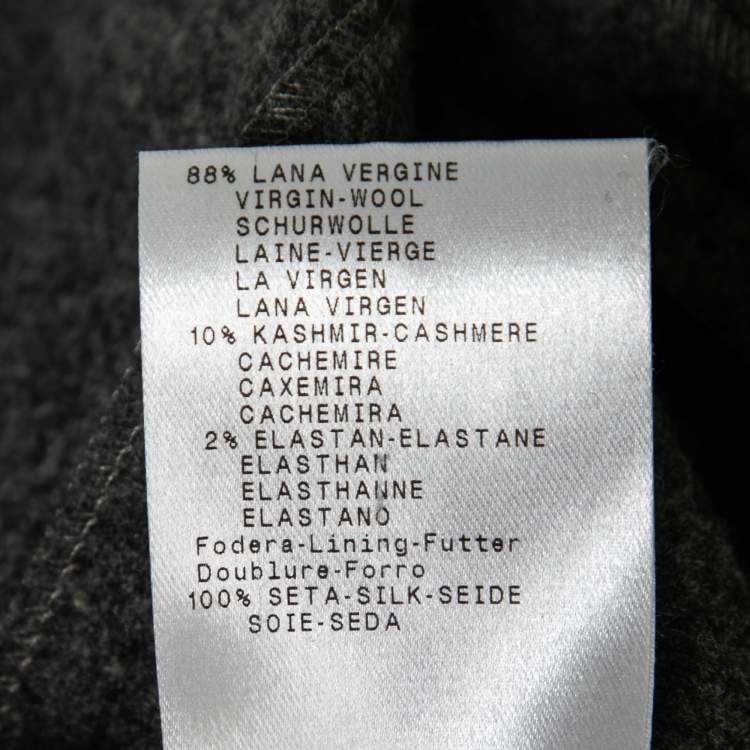 88% LANA VERGINE
VIRGIN-WOOL
SCHURWOLLE
LAINE-VIERGE
LA VIRGEN
LANA VIRGEN
10% KASHMIR-CASHMERE
CACHEMIRE
CAXEMIRA
CACHEMIRA
2% ELASTAN-ELASTANE
ELASTHAN
ELASTHANNE
ELASTANO
Fodera-Lining-Futter
Doublure-Forro
100% SETA-SILK-SEIDE
SOIE-SEDA